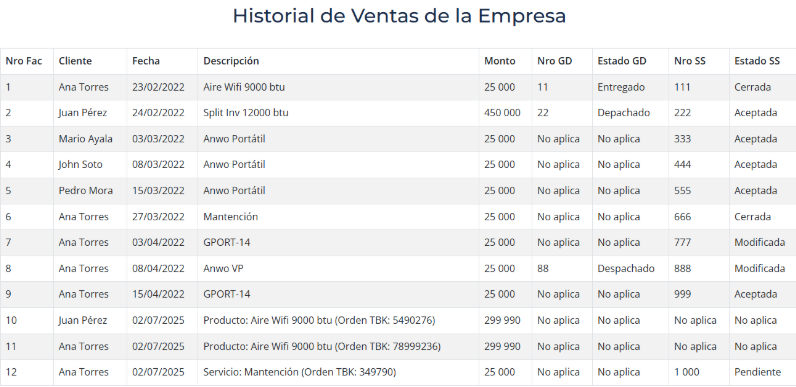 Historial de Ventas de la Empresa
Nro Fac Cliente Fecha Descripción Monto Nro GD Estado GD Nro SS Estado SS
1 Ana Torres 23/02/2022 Aire Wifi 9000 btu 25 000 11 Entregado 111 Cerrada
2 Juan Pérez 24/02/2022 Split Inv 12000 btu 450 000 22 Depachado 222 Aceptada
3 Mario Ayala 03/03/2022 Anwo Portátil 25 000 No aplica No aplica 333 Aceptada
4 John Soto 08/03/2022 Anwo Portátil 25 000 No aplica No aplica 444 Aceptada
5 Pedro Mora 15/03/2022 Anwo Portátil 25 000 No aplica No aplica 555 Aceptada
6 Ana Torres 27/03/2022 Mantención 25 000 No aplica No aplica 666 Cerrada
7 Ana Torres 03/04/2022 GPORT-14 25 000 No aplica No aplica 777 Modificada
8 Ana Torres 08/04/2022 Anwo VP 25 000 88 Despachado 888 Modificada
9 Ana Torres 15/04/2022 GPORT-14 25 000 No aplica No aplica 999 Aceptada
10 Juan Pérez 02/07/2025 Producto: Aire Wifi 9000 btu (Orden TBK: 5490276) 299 990 No aplica No aplica No aplica No aplica
11 Ana Torres 02/07/2025 Producto: Aire Wifi 9000 btu (Orden TBK: 78999236) 299 990 No aplica No aplica No aplica No aplica
12 Ana Torres 02/07/2025 Servicio: Mantención (Orden TBK: 349790) 25 000 No aplica No aplica 1 000 Pendiente